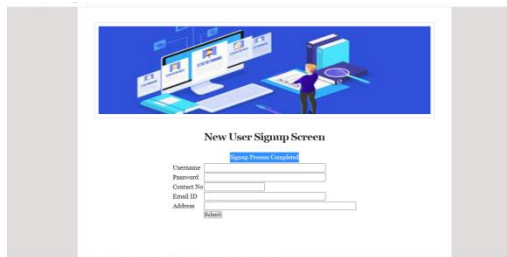 New User Signup Screen
Signup Process Completed
Username
Password
Contact No
Email ID
Address
Submit